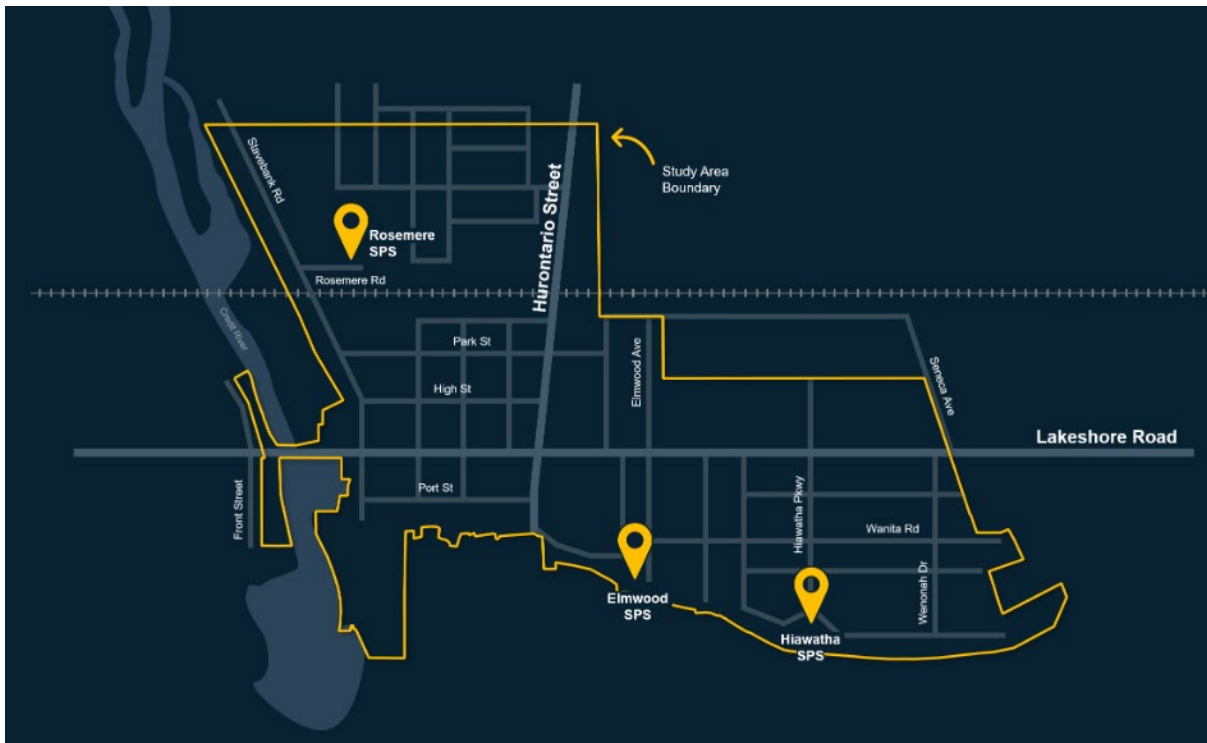 Stavebank Rd
Hurontario Street
Study Area
Boundary
Rosemere
SPS
Rosemere Rd
Credit River
Park St
High St
Elmwood Ave
Seneca Ave
Lakeshore Road
Port St
Front Street
Hiawatha Pkwy
Wanita Rd
Wenonah Dr
Elmwood
SPS
Hiawatha
SPS